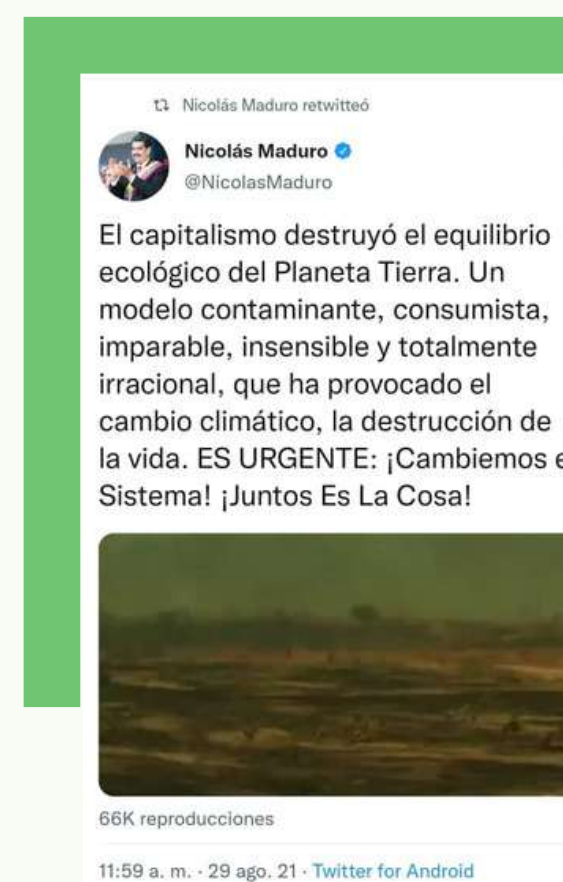 Nicolás Maduro retwitteó
Nicolás Maduro
@NicolasMaduro
El capitalismo destruyó el equilibrio
ecológico del Planeta Tierra. Un
modelo contaminante, consumista,
imparable, insensible y totalmente
irracional, que ha provocado el
cambio climático, la destrucción de
la vida. ES URGENTE: ¡Cambiemos e
Sistema! ¡Juntos Es La Cosa!
66K reproducciones
11:59 a. m. · 29 ago. 21 · Twitter for Android